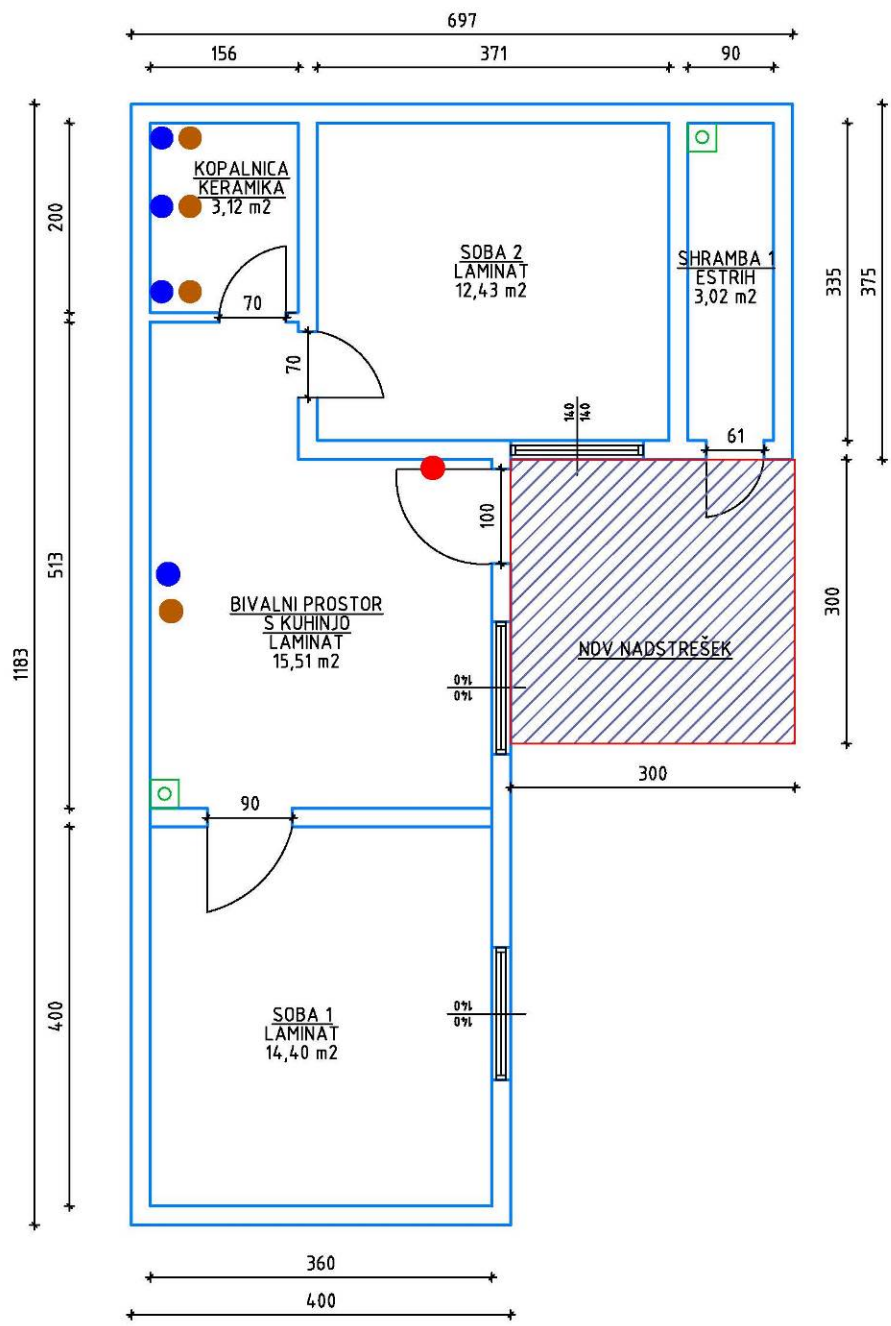 697
156
371
90
KOPALNICA
KERAMIKA
3,12 m2
SOBA 2
LAMINAT
12,43 m2
SHRAMBA 1
ESTRIH
3,02 m2
200
335
375
70
70
140
140
61
100
513
1183
BIVALNI PROSTOR
S KUHINJO
LAMINAT
15,51 m2
NOV NADSTREŠEK
300
140
140
300
90
400
SOBA 1
LAMINAT
14,40 m2
140
140
360
400